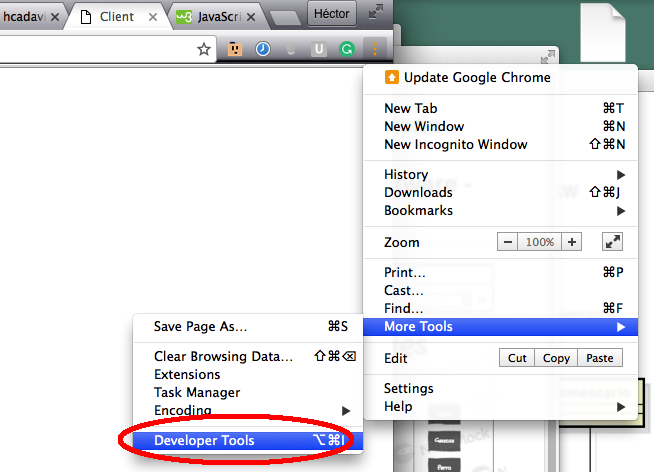 hcadav
Client
JavaScri
Héctor
Update Google Chrome
New Tab ⌘T
New Window ⌘N
New Incognito Window ⇧⌘N
History ▶
Downloads ⇧⌘J
Bookmarks ▶
Zoom − 100% +
Print... ⌘P
Cast...
Find... ⌘F
More Tools ▶
Edit Cut Copy Paste
Settings
Help ▶
Save Page As... ⌘S
Clear Browsing Data... ⇧⌘⌫
Extensions
Task Manager
Encoding ▶
Developer Tools ⌥⌘I